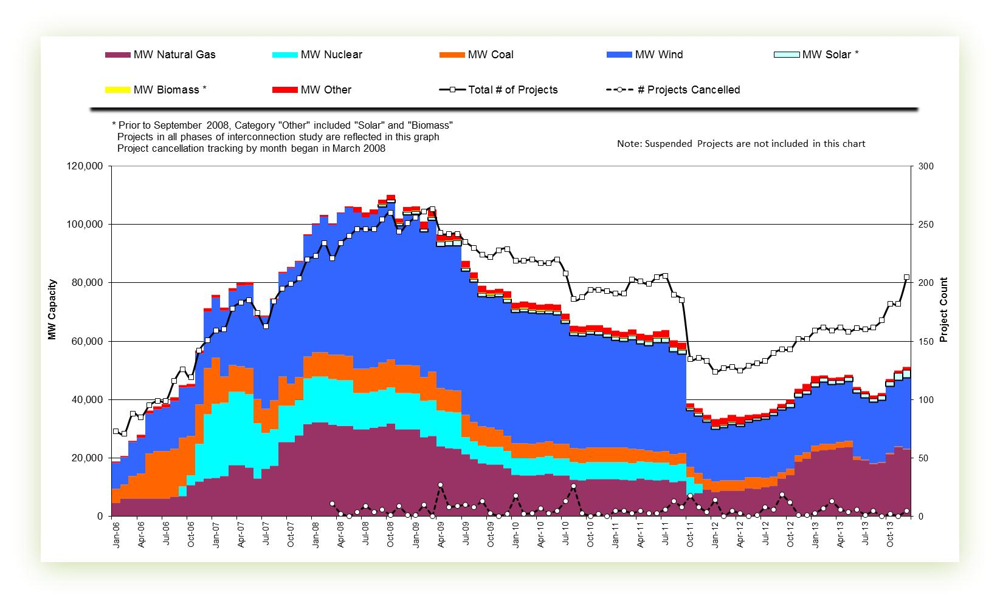 MW Natural Gas
MW Nuclear
MW Coal
MW Wind
MW Solar *
MW Biomass *
MW Other
Total # of Projects
# Projects Cancelled
* Prior to September 2008, Category "Other" included "Solar" and "Biomass"
Projects in all phases of interconnection study are reflected in this graph
Project cancellation tracking by month began in March 2008
Note: Suspended Projects are not included in this chart
120,000
100,000
80,000
60,000
40,000
20,000
0
MW Capacity
300
250
200
150
100
50
0
Project Count
Jan-06
Apr-06
Jul-06
Oct-06
Jan-07
Apr-07
Jul-07
Oct-07
Jan-08
Apr-08
Jul-08
Oct-08
Jan-09
Apr-09
Jul-09
Oct-09
Jan-10
Apr-10
Jul-10
Oct-10
Jan-11
Apr-11
Jul-11
Oct-11
Jan-12
Apr-12
Jul-12
Oct-12
Jan-13
Apr-13
Jul-13
Oct-13